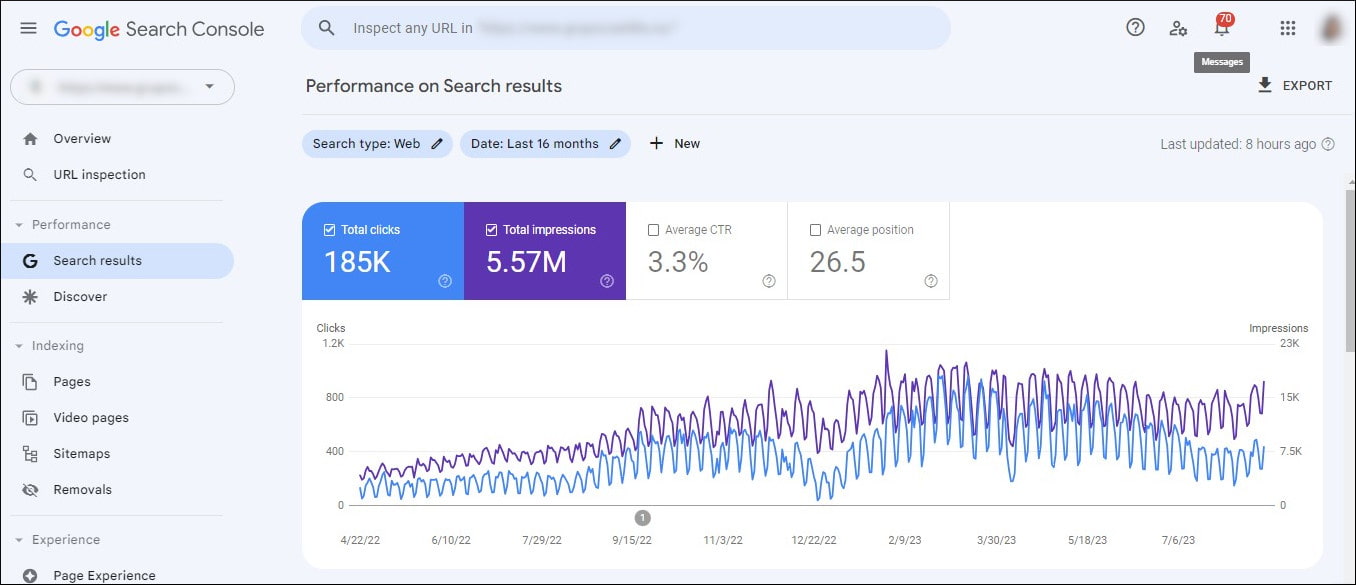 Google Search Console
Inspect any URL in
70
Messages
Performance on Search results
EXPORT
Overview
URL inspection
Performance
Search results
Discover
Indexing
Pages
Video pages
Sitemaps
Removals
Experience
Page Experience
Search type: Web
Date: Last 16 months
New
Last updated: 8 hours ago
Total clicks
185K
Total impressions
5.57M
Average CTR
3.3%
Average position
26.5
Clicks
Impressions
1.2K
800
400
0
23K
15K
7.5K
0
1
4/22/22 6/10/22 7/29/22 9/15/22 11/3/22 12/22/22 2/9/23 3/30/23 5/18/23 7/6/23